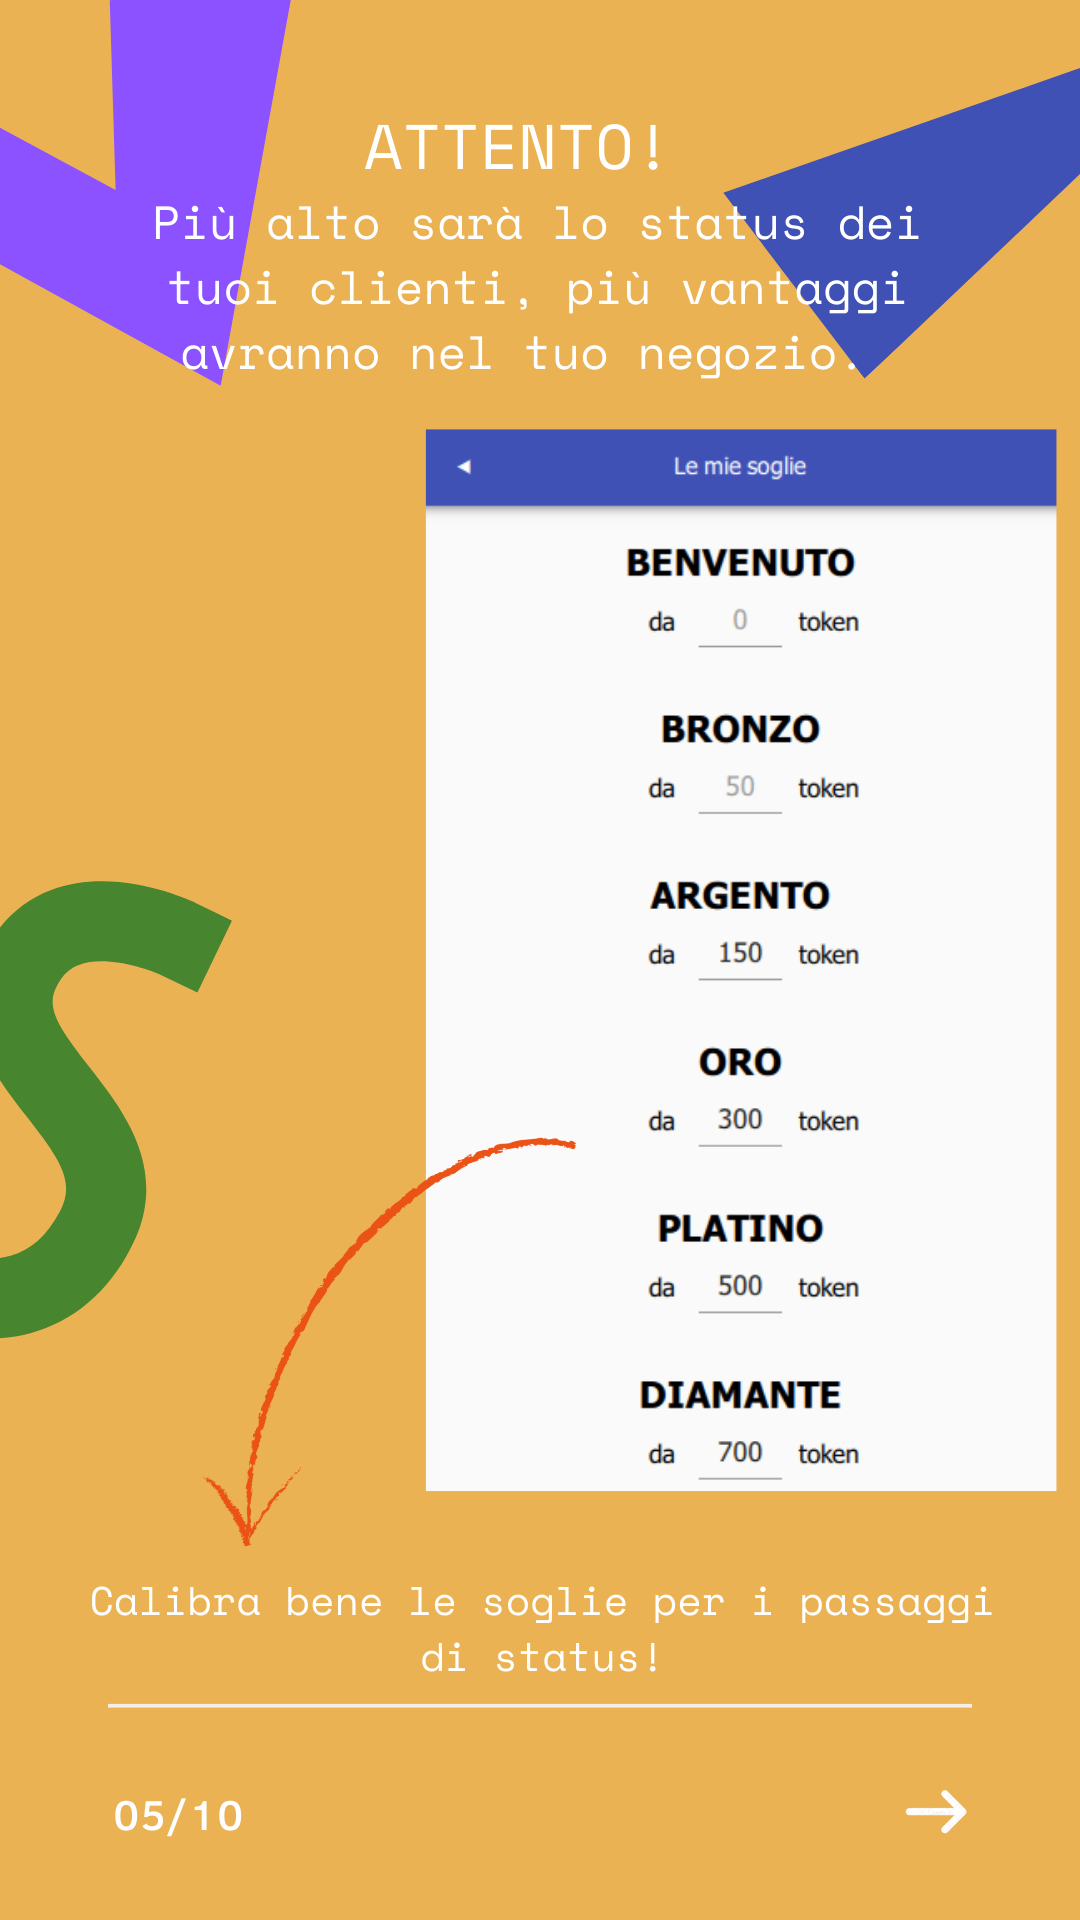 ATTENTO!
Più alto sarà lo status dei
tuoi clienti, più vantaggi
avranno nel tuo negozio.
Le mie soglie
BENVENUTO
da 0 token
BRONZO
da 50 token
ARGENTO
da 150 token
ORO
da 300 token
PLATINO
da 500 token
DIAMANTE
da 700 token
Calibra bene le soglie per i passaggi
di status!
05/10